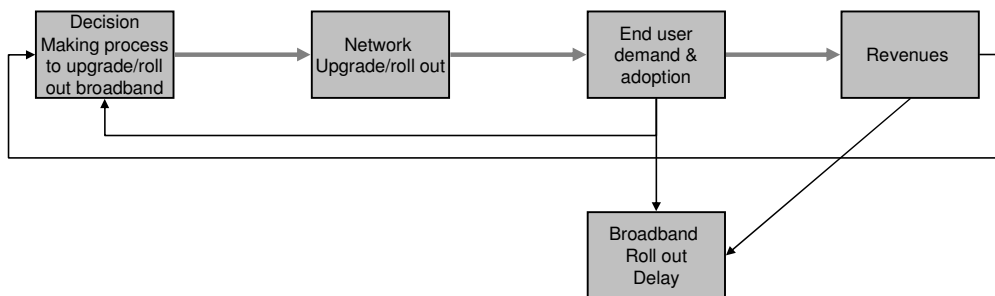 Decision
Making process
to upgrade/roll
out broadband
Network
Upgrade/roll out
End user
demand &
adoption
Revenues
Broadband
Roll out
Delay